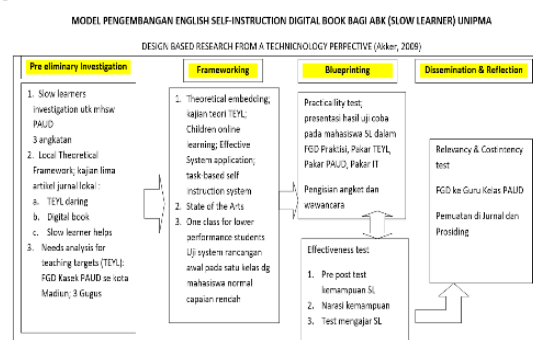 MODEL PENGEMBANGAN ENGLISH SELF-INSTRUCTION DIGITAL BOOK BAGI ABK (SLOW LEARNER) UNIPMA
DESIGN BASED RESEARCH FROM A TECHNICNOLOGY PERPECTIVE (Akker, 2009)
Pre eliminary Investigation
1. Slow learners
investigation utk mhsw
PAUD
3 angkatan
2. Local Theoretical
Framework; kajian lima
artikel jurnal lokal :
a. TEYL daring
b. Digital book
c. Slow learner helps
3. Needs analysis for
teaching targets (TEYL):
FGD Kasek PAUD se kota
Madiun; 3 Gugus
Frameworking
1. Theoretical embedding;
kajian teori TEYL;
Children online
learning; Effective
System application;
task-based self
instruction system
2. State of the Arts
3. One class for lower
performance students
Uji system rancangan
awal pada satu kelas dg
mahasiswa normal
capaian rendah
Blueprinting
Practicallity test;
presentasi hasil uji coba
pada mahasiswa SL dalam
FGD Praktisi, Pakar TEYL,
Pakar PAUD, Pakar IT
Pengisian angket dan
wawancara
Effectiveness test
1. Pre post test
kemampuan SL
2. Narasi kemampuan
3. Test mengajar SL
Dissemination & Reflection
Relevancy & Costintency
test
FGD ke Guru Kelas PAUD
Pemuatan di Jurnal dan
Prosiding